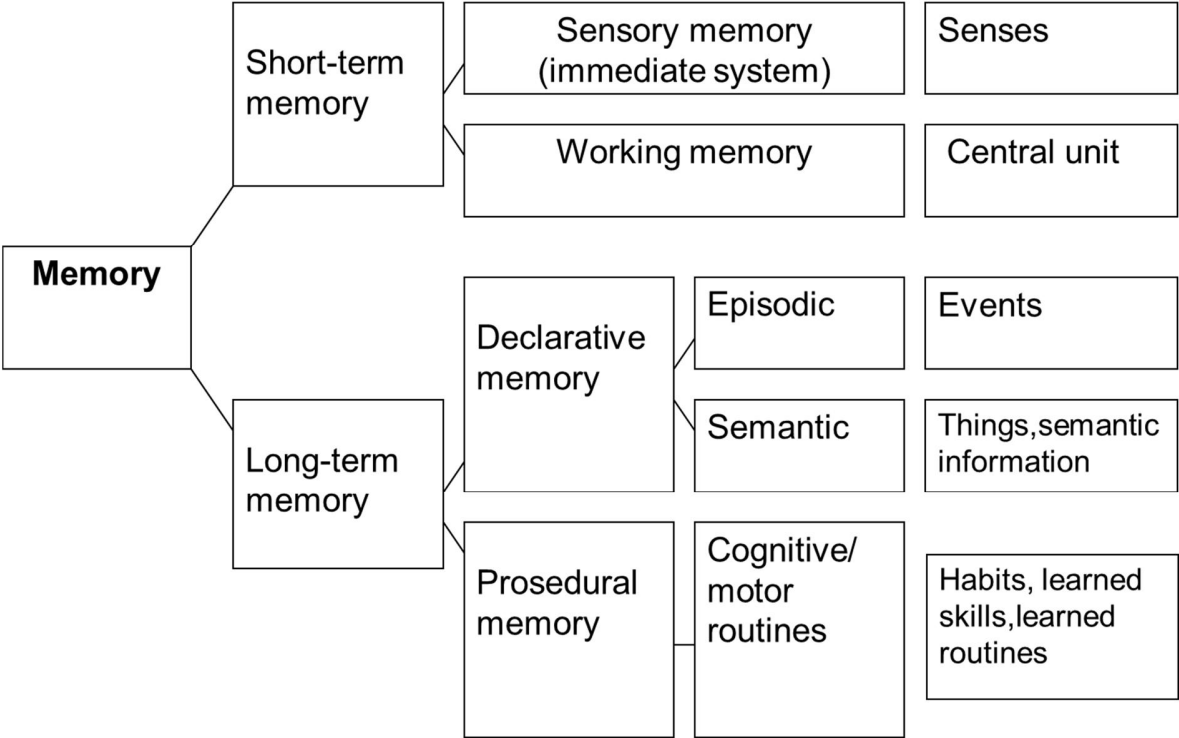 Memory
Short-term
memory
Sensory memory
(immediate system)
Senses
Working memory
Central unit
Long-term
memory
Declarative
memory
Episodic
Events
Semantic
Things,semantic
information
Prosedural
memory
Cognitive/
motor
routines
Habits, learned
skills,learned
routines